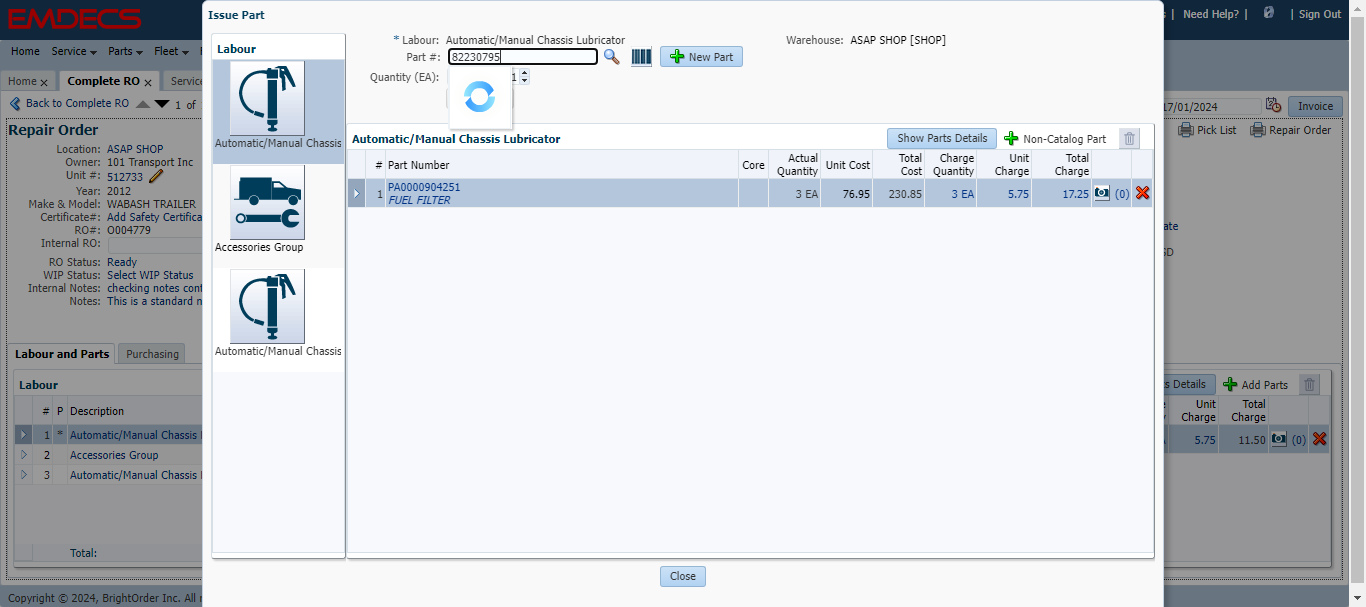 EMDECS
Need Help? |
| Sign Out
Home Service Parts Fleet
Home x Complete RO x Service
Back to Complete RO 1 of
17/01/2024 Invoice
Pick List Repair Order
Repair Order
Location: ASAP SHOP
Owner: 101 Transport Inc
Unit #: 512733
Year: 2012
Make & Model: WABASH TRAILER
Certificate#: Add Safety Certifica
RO#: O004779
Internal RO:
RO Status: Ready
WIP Status: Select WIP Status
Internal Notes: checking notes cont
Notes: This is a standard n
Labour and Parts Purchasing
Labour
# P Description
1 * Automatic/Manual Chassis
2 Accessories Group
3 Automatic/Manual Chassis
Total:
Copyright © 2024, BrightOrder Inc. All
Issue Part
Labour
Automatic/Manual Chassis
Accessories Group
Automatic/Manual Chassis
* Labour: Automatic/Manual Chassis Lubricator
Warehouse: ASAP SHOP [SHOP]
Part #: 82230795 New Part
Quantity (EA): 1
Automatic/Manual Chassis Lubricator Show Parts Details Non-Catalog Part
# Part Number Core Actual Quantity Unit Cost Total Cost Charge Quantity Unit Charge Total Charge
1 PA0000904251 3 EA 76.95 230.85 3 EA 5.75 17.25 (0)
FUEL FILTER
Close
ate
SD
s Details Add Parts
Unit Charge Total Charge
5.75 11.50 (0)